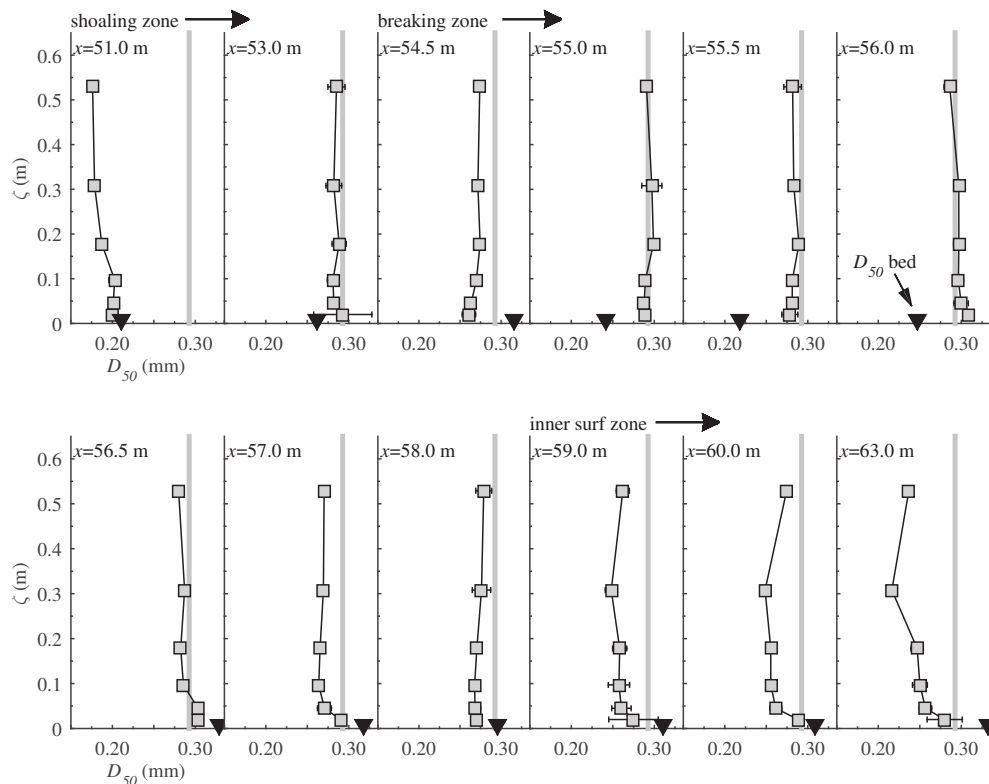 shoaling zone breaking zone
x=51.0 m x=53.0 m x=54.5 m x=55.0 m x=55.5 m x=56.0 m
0.6
0.5
0.4
0.3
0.2
0.1
0
ζ (m)
D50 bed
0.20 0.30 0.20 0.30 0.20 0.30 0.20 0.30 0.20 0.30 0.20 0.30
D50 (mm)
inner surf zone
x=56.5 m x=57.0 m x=58.0 m x=59.0 m x=60.0 m x=63.0 m
0.6
0.5
0.4
0.3
0.2
0.1
0
ζ (m)
0.20 0.30 0.20 0.30 0.20 0.30 0.20 0.30 0.20 0.30 0.20 0.30
D50 (mm)